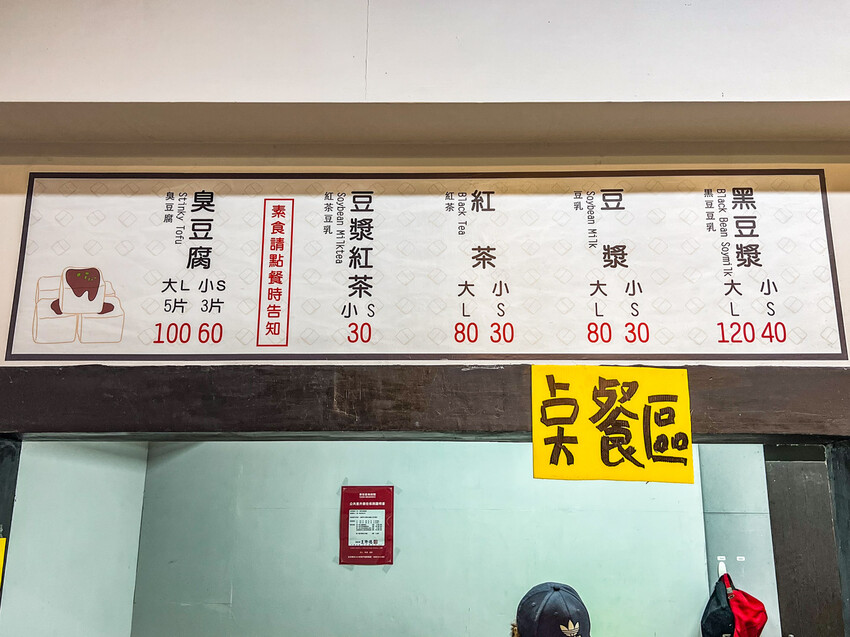 黑豆漿
Black Bean Soymilk
黑豆豆乳
大 小
L S
120 40
豆漿
Soybean Milk
豆乳
大 小
L S
80 30
紅茶
Black Tea
紅茶
大 小
L S
80 30
豆漿紅茶
Soybean Milktea
紅茶豆乳
小 S
30
素食請點餐時告知
臭豆腐
Stinky Tofu
臭豆腐
大L 小S
5片 3片
100 60
点餐區